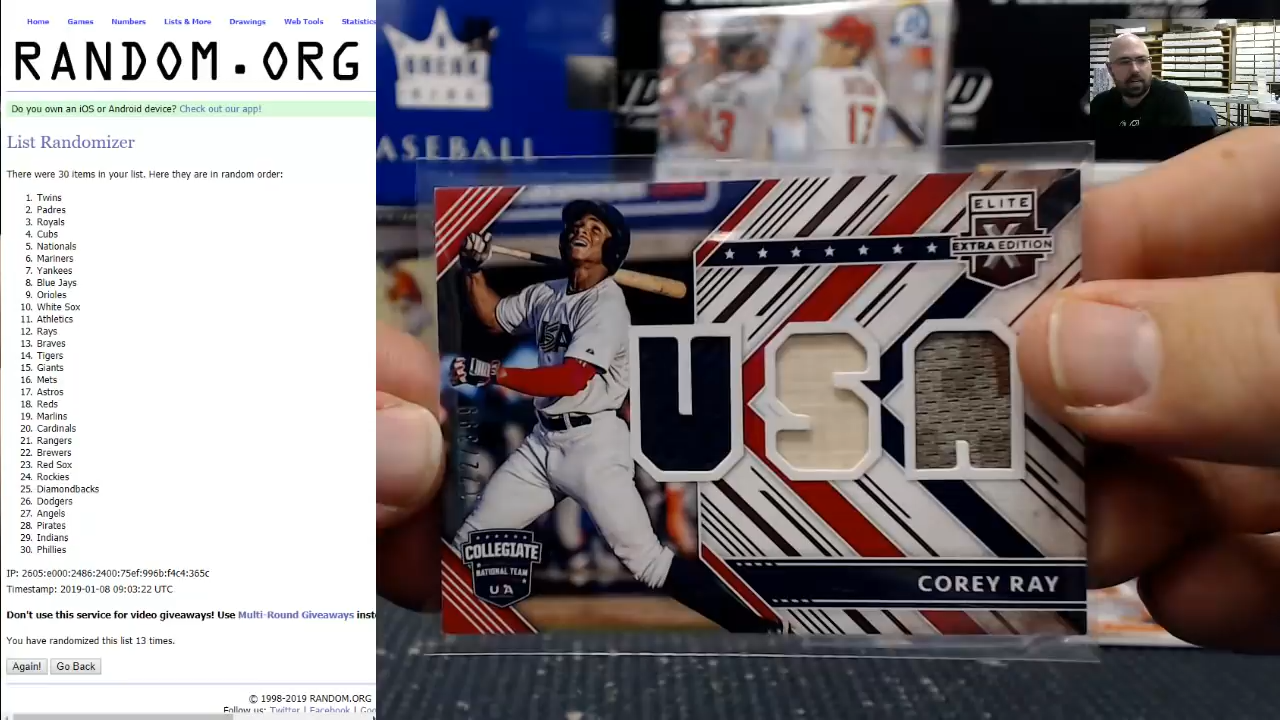 Home Games Numbers Lists & More Drawings Web Tools Statistics
RANDOM.ORG
Do you own an iOS or Android device? Check out our app!
List Randomizer
There were 30 items in your list. Here they are in random order:
1. Twins
2. Padres
3. Royals
4. Cubs
5. Nationals
6. Mariners
7. Yankees
8. Blue Jays
9. Orioles
10. White Sox
11. Athletics
12. Rays
13. Braves
14. Tigers
15. Giants
16. Mets
17. Astros
18. Reds
19. Marlins
20. Cardinals
21. Rangers
22. Brewers
23. Red Sox
24. Rockies
25. Diamondbacks
26. Dodgers
27. Angels
28. Pirates
29. Indians
30. Phillies
IP: 2605:e000:2486:2400:75ef:996b:f4c4:365c
Timestamp: 2019-01-08 09:03:22 UTC
Don't use this service for video giveaways! Use Multi-Round Giveaways inste
You have randomized this list 13 times.
Again! Go Back
© 1998-2019 RANDOM.ORG
Follow us: Twitter | Facebook | Goo
BASEBALL
13
17
ELITE
X
EXTRA EDITION
USA
COLLEGIATE
NATIONAL TEAM
USA
COREY RAY